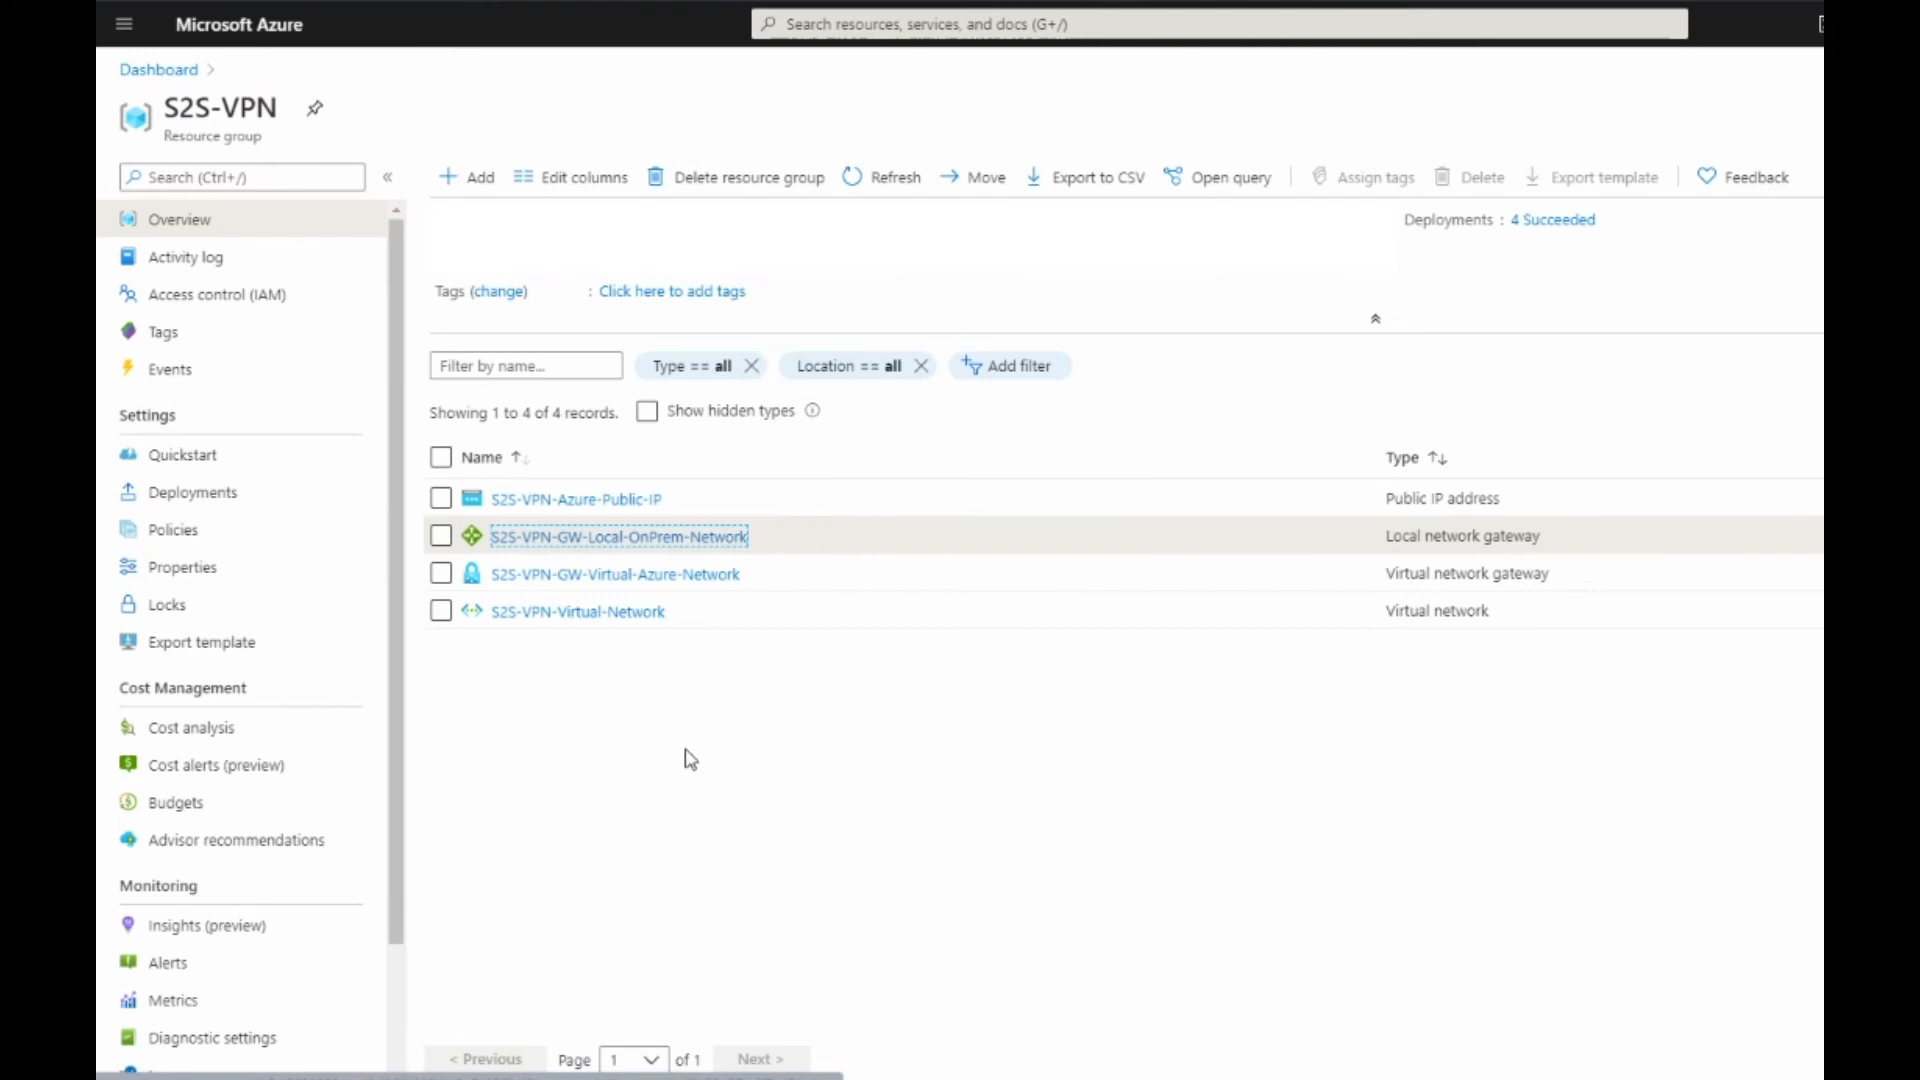 Microsoft Azure
Search resources, services, and docs (G+/)
Dashboard
S2S-VPN
Resource group
Search (Ctrl+/)
Add
Edit columns
Delete resource group
Refresh
Move
Export to CSV
Open query
Assign tags
Delete
Export template
Feedback
Overview
Activity log
Access control (IAM)
Tags
Events
Settings
Quickstart
Deployments
Policies
Properties
Locks
Export template
Cost Management
Cost analysis
Cost alerts (preview)
Budgets
Advisor recommendations
Monitoring
Insights (preview)
Alerts
Metrics
Diagnostic settings
Deployments : 4 Succeeded
Tags (change) : Click here to add tags
Filter by name...
Type == all
Location == all
Add filter
Showing 1 to 4 of 4 records.
Show hidden types
Name
Type
S2S-VPN-Azure-Public-IP
Public IP address
S2S-VPN-GW-Local-OnPrem-Network
Local network gateway
S2S-VPN-GW-Virtual-Azure-Network
Virtual network gateway
S2S-VPN-Virtual-Network
Virtual network
< Previous
Page 1 of 1
Next >